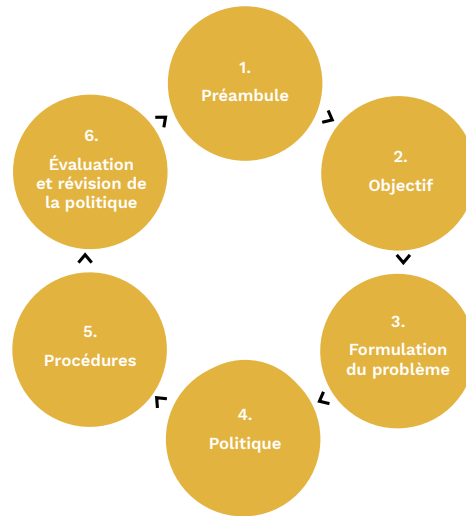 1.
Préambule
2.
Objectif
3.
Formulation
du problème
4.
Politique
5.
Procédures
6.
Évaluation
et révision de
la politique